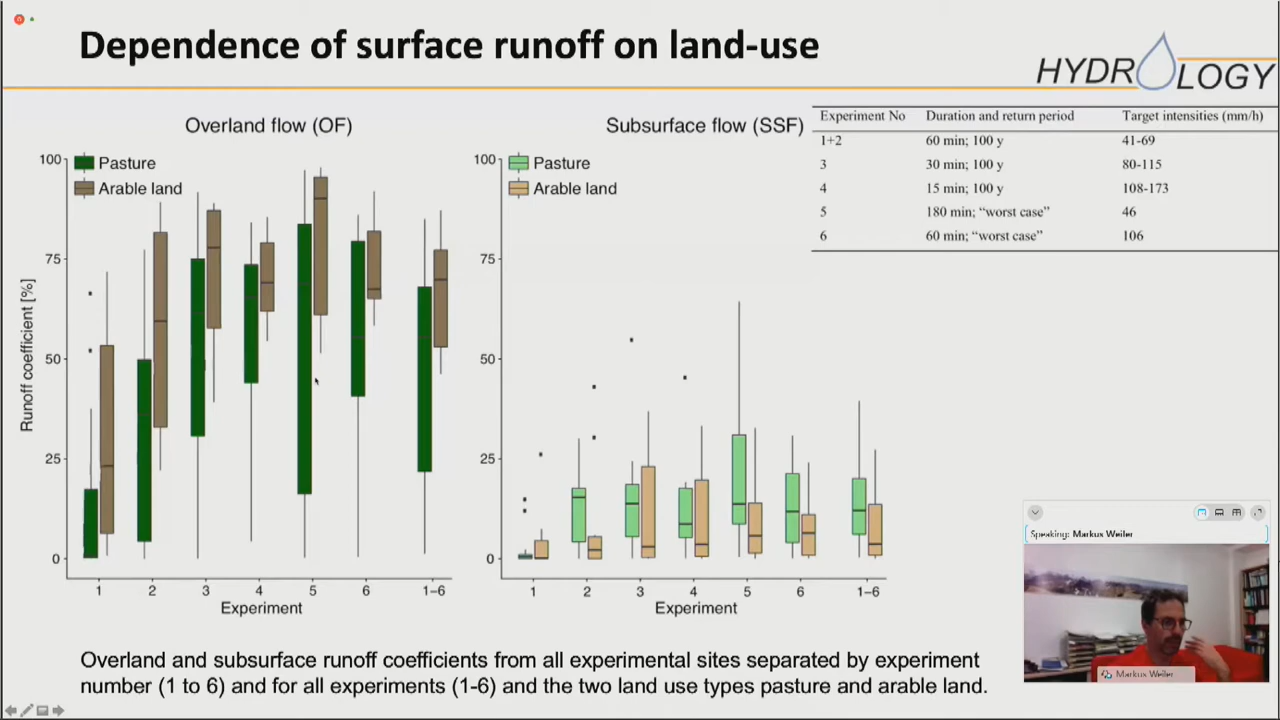 Dependence of surface runoff on land-use
HYDROLOGY
Overland flow (OF)
Pasture
Arable land
Runoff coefficient [%]
100
75
50
25
0
1
2
3
4
5
6
1–6
Experiment
Subsurface flow (SSF)
Pasture
Arable land
100
75
50
25
0
1
2
3
4
5
6
1–6
Experiment
Experiment No Duration and return period Target intensities (mm/h)
1+2 60 min; 100 y 41-69
3 30 min; 100 y 80-115
4 15 min; 100 y 108-173
5 180 min; “worst case” 46
6 60 min; “worst case” 106
Speaking: Markus Weiler
Markus Weiler
Overland and subsurface runoff coefficients from all experimental sites separated by experiment
number (1 to 6) and for all experiments (1-6) and the two land use types pasture and arable land.